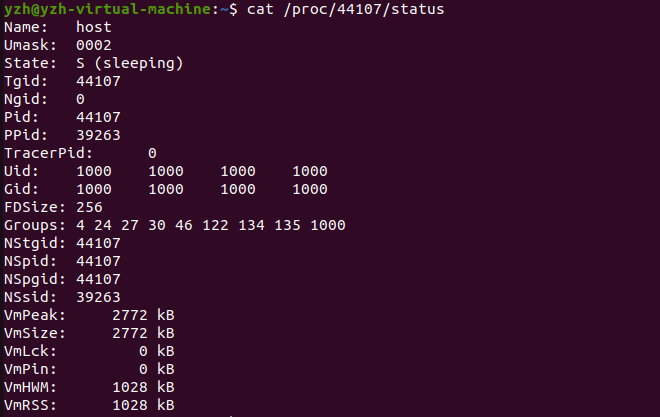 yzh@yzh-virtual-machine:~$ cat /proc/44107/status
Name:   host
Umask:  0002
State:  S (sleeping)
Tgid:   44107
Ngid:   0
Pid:    44107
PPid:   39263
TracerPid:      0
Uid:    1000    1000    1000    1000
Gid:    1000    1000    1000    1000
FDSize: 256
Groups: 4 24 27 30 46 122 134 135 1000
NStgid: 44107
NSpid:  44107
NSpgid: 44107
NSsid:  39263
VmPeak:     2772 kB
VmSize:     2772 kB
VmLck:         0 kB
VmPin:         0 kB
VmHWM:      1028 kB
VmRSS:      1028 kB